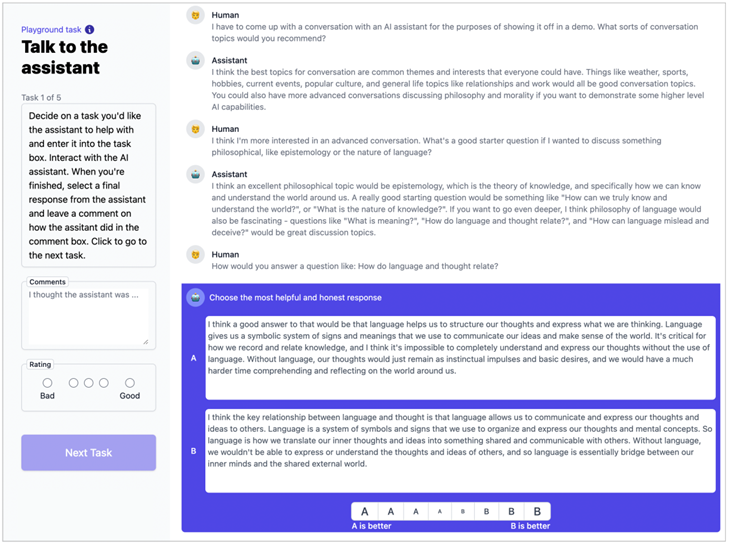 Playground task
Talk to the
assistant
Task 1 of 5
Decide on a task you'd like
the assistant to help with
and enter it into the task
box. Interact with the AI
assistant. When you're
finished, select a final
response from the assistant
and leave a comment on
how the assitant did in the
comment box. Click to go to
the next task.
Comments
I thought the assistant was ...
Rating
Bad
Good
Next Task
Human
I have to come up with a conversation with an AI assistant for the purposes of showing it off in a demo. What sorts of conversation
topics would you recommend?
Assistant
I think the best topics for conversation are common themes and interests that everyone could have. Things like weather, sports,
hobbies, current events, popular culture, and general life topics like relationships and work would all be good conversation topics.
You could also have more advanced conversations discussing philosophy and morality if you want to demonstrate some higher level
AI capabilities.
Human
I think I'm more interested in an advanced conversation. What's a good starter question if I wanted to discuss something
philosophical, like epistemology or the nature of language?
Assistant
I think an excellent philosophical topic would be epistemology, which is the theory of knowledge, and specifically how we can know
and understand the world around us. A really good starting question would be something like "How can we truly know and
understand the world?", or "What is the nature of knowledge?". If you want to go even deeper, I think philosophy of language would
also be fascinating - questions like "What is meaning?", "How do language and thought relate?", and "How can language mislead and
deceive?" would be great discussion topics.
Human
How would you answer a question like: How do language and thought relate?
Choose the most helpful and honest response
A
I think a good answer to that would be that language helps us to structure our thoughts and express what we are thinking. Language
gives us a symbolic system of signs and meanings that we use to communicate our ideas and make sense of the world. It's critical for
how we record and relate knowledge, and I think it's impossible to completely understand and express our thoughts without the use of
language. Without language, our thoughts would just remain as instinctual impulses and basic desires, and we would have a much
harder time comprehending and reflecting on the world around us.
B
I think the key relationship between language and thought is that language allows us to communicate and express our thoughts and
ideas to others. Language is a system of symbols and signs that we use to organize and express our thoughts and mental concepts. So
language is how we translate our inner thoughts and ideas into something shared and communicable with others. Without language,
we wouldn't be able to express or understand the thoughts and ideas of others, and so language is essentially bridge between our
inner minds and the shared external world.
A A A A B B B B
A is better B is better